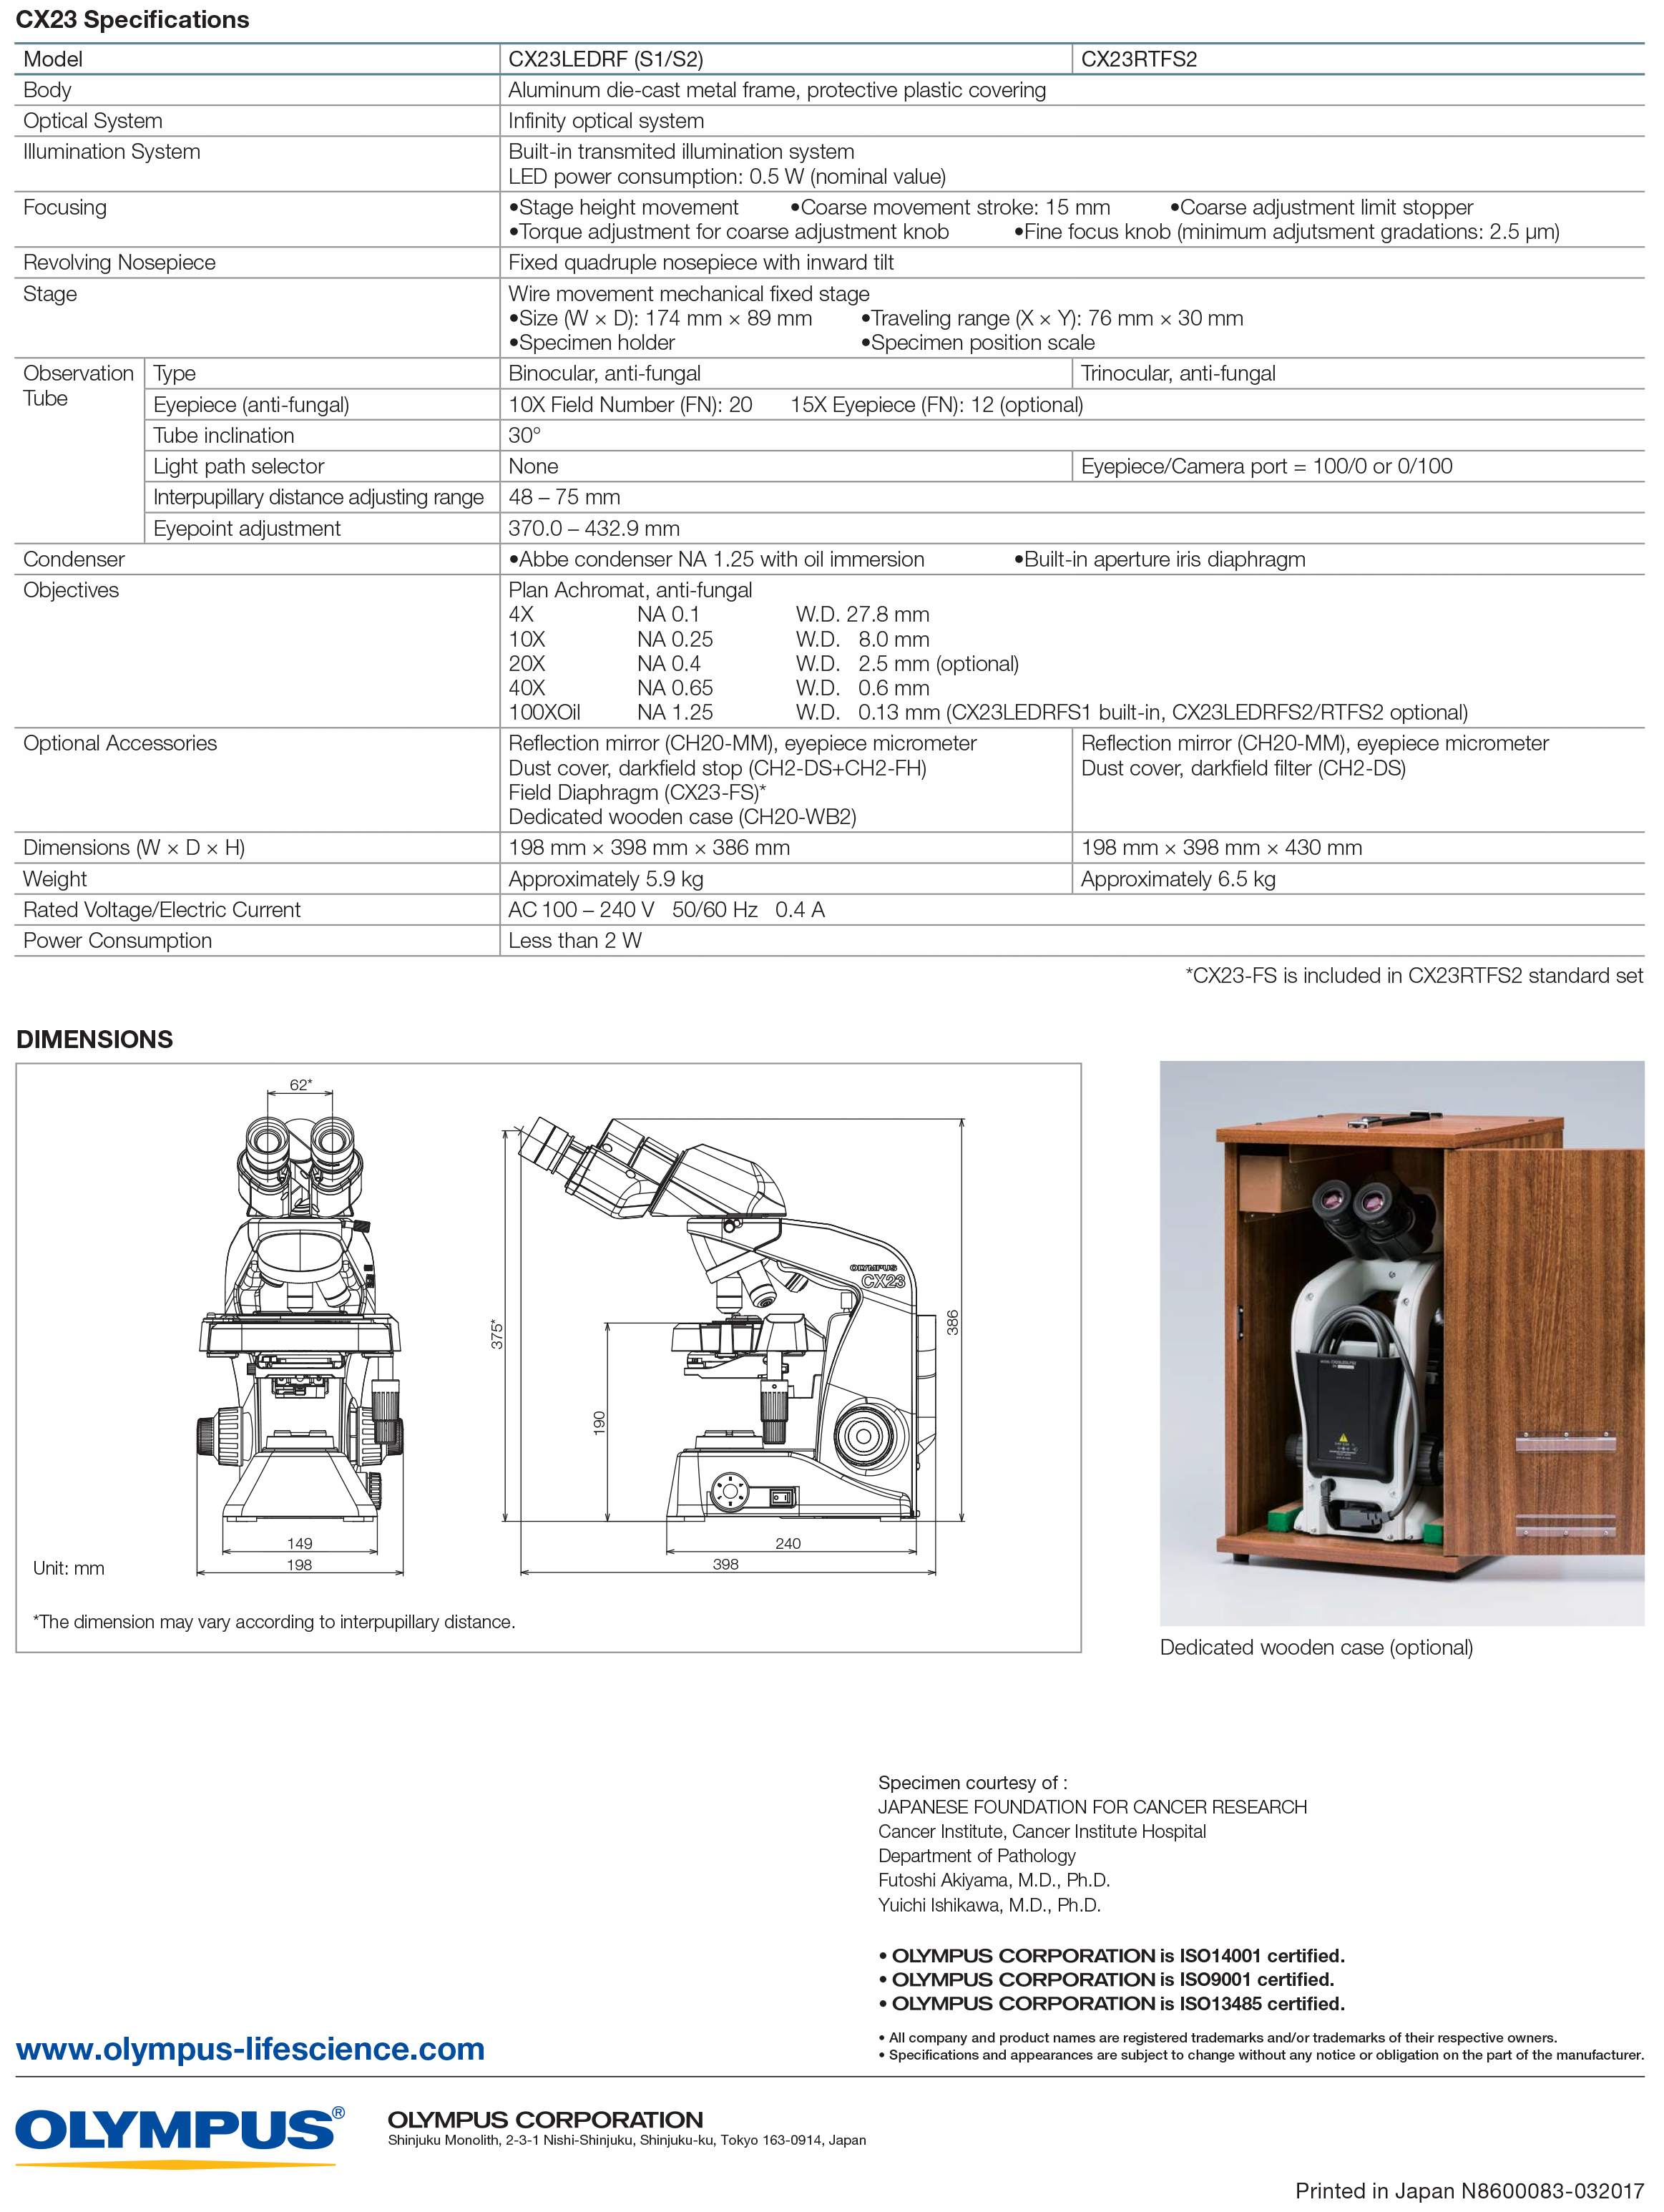 CX23 Specifications
Model CX23LEDRF (S1/S2) CX23RTFS2
Body Aluminum die-cast metal frame, protective plastic covering
Optical System Infinity optical system
Illumination System Built-in transmited illumination system
LED power consumption: 0.5 W (nominal value)
Focusing •Stage height movement •Coarse movement stroke: 15 mm •Coarse adjustment limit stopper
•Torque adjustment for coarse adjustment knob •Fine focus knob (minimum adjutsment gradations: 2.5 µm)
Revolving Nosepiece Fixed quadruple nosepiece with inward tilt
Stage Wire movement mechanical fixed stage
•Size (W × D): 174 mm × 89 mm •Traveling range (X × Y): 76 mm × 30 mm
•Specimen holder •Specimen position scale
Observation Tube Type Binocular, anti-fungal Trinocular, anti-fungal
Eyepiece (anti-fungal) 10X Field Number (FN): 20 15X Eyepiece (FN): 12 (optional)
Tube inclination 30°
Light path selector None Eyepiece/Camera port = 100/0 or 0/100
Interpupillary distance adjusting range 48 – 75 mm
Eyepoint adjustment 370.0 – 432.9 mm
Condenser •Abbe condenser NA 1.25 with oil immersion •Built-in aperture iris diaphragm
Objectives Plan Achromat, anti-fungal
4X NA 0.1 W.D. 27.8 mm
10X NA 0.25 W.D. 8.0 mm
20X NA 0.4 W.D. 2.5 mm (optional)
40X NA 0.65 W.D. 0.6 mm
100XOil NA 1.25 W.D. 0.13 mm (CX23LEDRFS1 built-in, CX23LEDRFS2/RTFS2 optional)
Optional Accessories Reflection mirror (CH20-MM), eyepiece micrometer Reflection mirror (CH20-MM), eyepiece micrometer
Dust cover, darkfield stop (CH2-DS+CH2-FH) Dust cover, darkfield filter (CH2-DS)
Field Diaphragm (CX23-FS)*
Dedicated wooden case (CH20-WB2)
Dimensions (W × D × H) 198 mm × 398 mm × 386 mm 198 mm × 398 mm × 430 mm
Weight Approximately 5.9 kg Approximately 6.5 kg
Rated Voltage/Electric Current AC 100 – 240 V 50/60 Hz 0.4 A
Power Consumption Less than 2 W
*CX23-FS is included in CX23RTFS2 standard set
DIMENSIONS
62*
OLYMPUS
CX23
375*
386
190
149
198
240
398
Unit: mm
*The dimension may vary according to interpupillary distance.
Dedicated wooden case (optional)
Specimen courtesy of :
JAPANESE FOUNDATION FOR CANCER RESEARCH
Cancer Institute, Cancer Institute Hospital
Department of Pathology
Futoshi Akiyama, M.D., Ph.D.
Yuichi Ishikawa, M.D., Ph.D.
• OLYMPUS CORPORATION is ISO14001 certified.
• OLYMPUS CORPORATION is ISO9001 certified.
• OLYMPUS CORPORATION is ISO13485 certified.
• All company and product names are registered trademarks and/or trademarks of their respective owners.
• Specifications and appearances are subject to change without any notice or obligation on the part of the manufacturer.
www.olympus-lifescience.com
OLYMPUS®
OLYMPUS CORPORATION
Shinjuku Monolith, 2-3-1 Nishi-Shinjuku, Shinjuku-ku, Tokyo 163-0914, Japan
Printed in Japan N8600083-032017